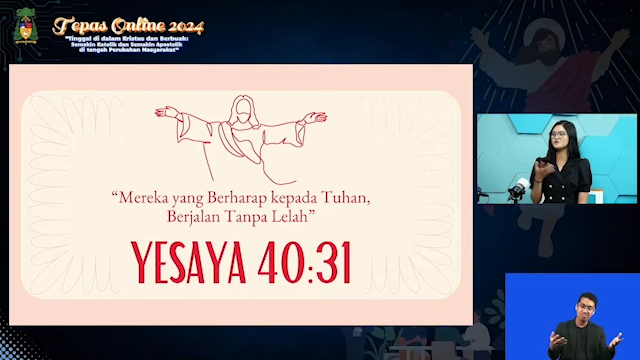 Tepas Online 2024
"Tinggal di dalam Kristus dan Berbuah:
Semakin Katolik dan Semakin Apostolik
di tengah Perubahan Masyarakat"
“Mereka yang Berharap kepada Tuhan,
Berjalan Tanpa Lelah”
YESAYA 40:31